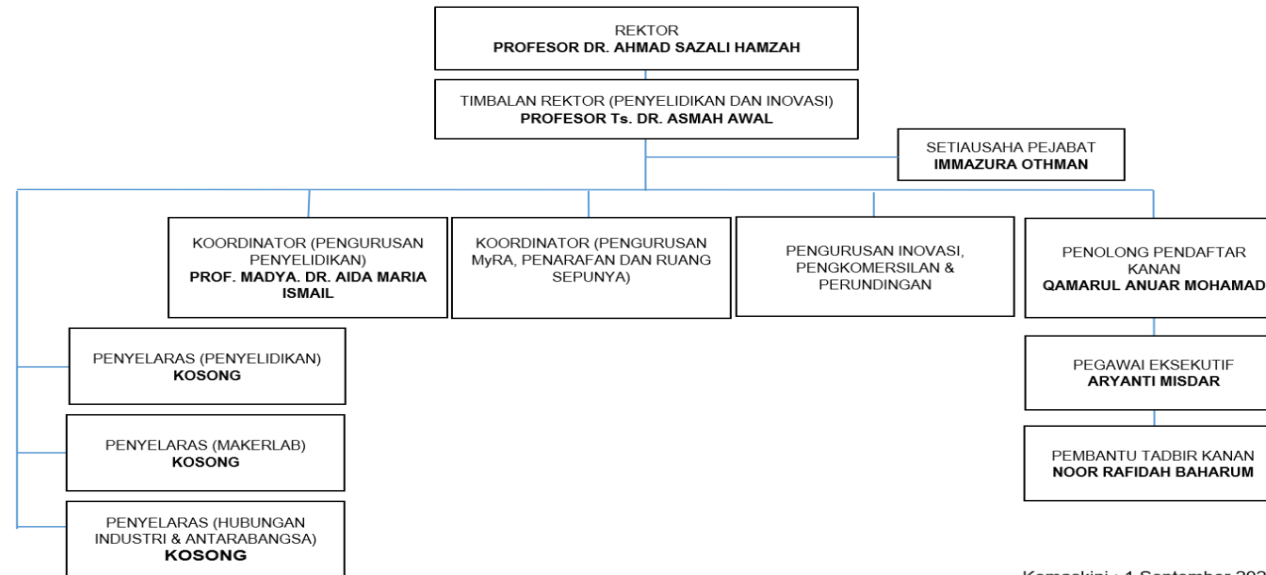 REKTOR
PROFESOR DR. AHMAD SAZALI HAMZAH
TIMBALAN REKTOR (PENYELIDIKAN DAN INOVASI)
PROFESOR Ts. DR. ASMAH AWAL
SETIAUSAHA PEJABAT
IMMAZURA OTHMAN
KOORDINATOR (PENGURUSAN
PENYELIDIKAN)
PROF. MADYA. DR. AIDA MARIA
ISMAIL
KOORDINATOR (PENGURUSAN
MyRA, PENARAFAN DAN RUANG
SEPUNYA)
PENGURUSAN INOVASI,
PENGKOMERSILAN &
PERUNDINGAN
PENOLONG PENDAFTAR
KANAN
QAMARUL ANUAR MOHAMAD
PENYELARAS (PENYELIDIKAN)
KOSONG
PEGAWAI EKSEKUTIF
ARYANTI MISDAR
PENYELARAS (MAKERLAB)
KOSONG
PEMBANTU TADBIR KANAN
NOOR RAFIDAH BAHARUM
PENYELARAS (HUBUNGAN
INDUSTRI & ANTARABANGSA)
KOSONG